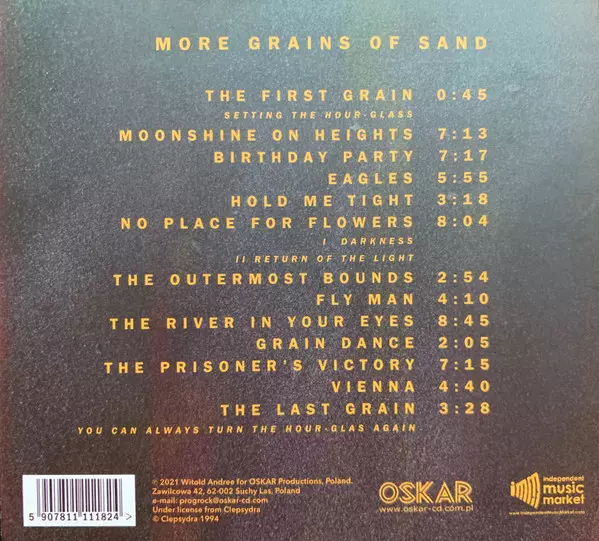 MORE GRAINS OF SAND
THE FIRST GRAIN 0:45
SETTING THE HOUR-GLASS
MOONSHINE ON HEIGHTS 7:13
BIRTHDAY PARTY 7:17
EAGLES 5:55
HOLD ME TIGHT 3:18
NO PLACE FOR FLOWERS 8:04
I DARKNESS
II RETURN OF THE LIGHT
THE OUTERMOST BOUNDS 2:54
FLY MAN 4:10
THE RIVER IN YOUR EYES 8:45
GRAIN DANCE 2:05
THE PRISONER'S VICTORY 7:15
VIENNA 4:40
THE LAST GRAIN 3:28
YOU CAN ALWAYS TURN THE HOUR-GLAS AGAIN
5 907811 111824 >
℗ 2021 Witold Andree for OSKAR Productions, Poland.
Zawilcowa 42, 62-002 Suchy Las, Poland
e-mail: progrock@oskar-cd.com
Under license from Clepsydra
© Clepsydra 1994
OSKAR
www.oskar-cd.com.pl
independent
music
market
www.IndependentMusicMarket.com